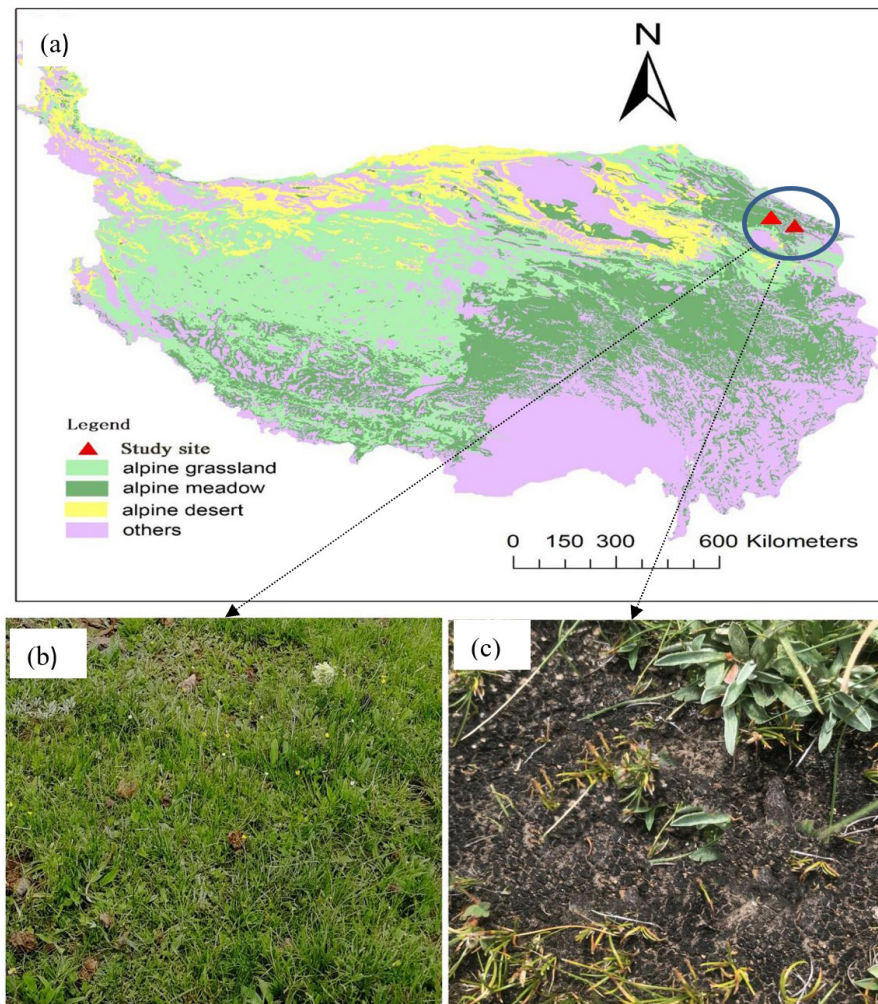 (a)
N
Legend
Study site
alpine grassland
alpine meadow
alpine desert
others
0 150 300 600 Kilometers
(b)
(c)